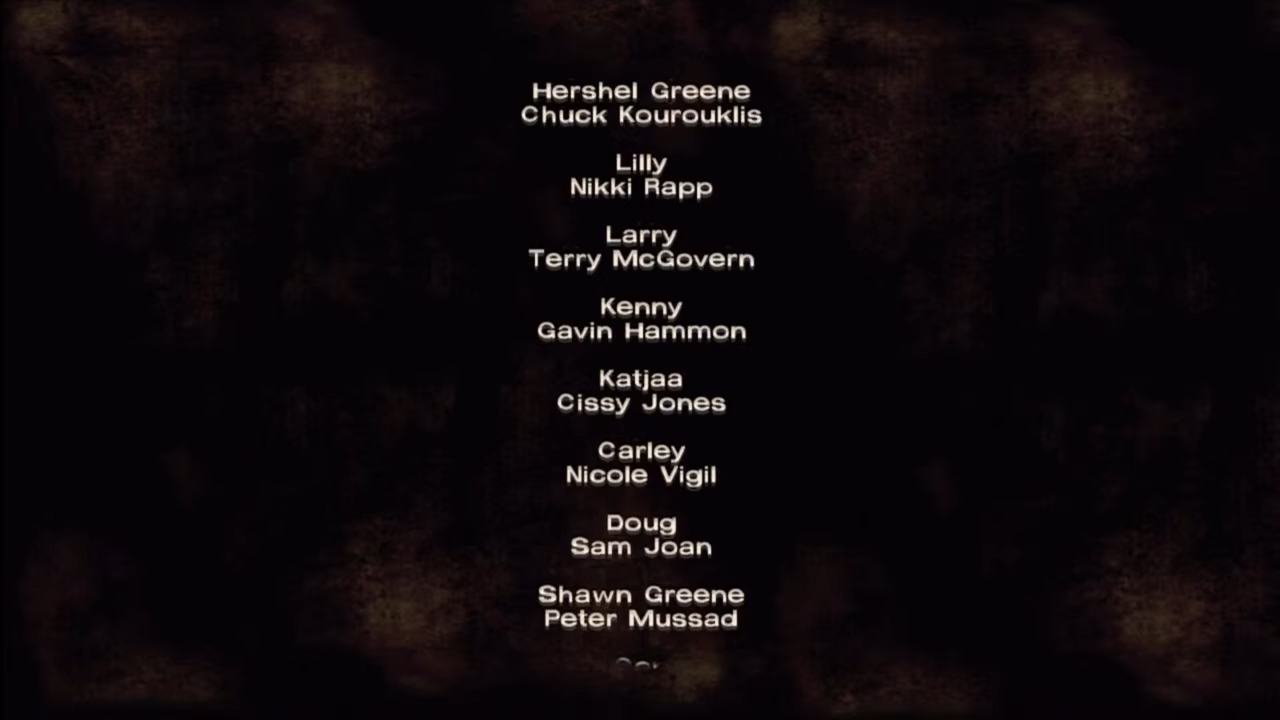 Hershel Greene
Chuck Kourouklis
Lilly
Nikki Rapp
Larry
Terry McGovern
Kenny
Gavin Hammon
Katjaa
Cissy Jones
Carley
Nicole Vigil
Doug
Sam Joan
Shawn Greene
Peter Mussad